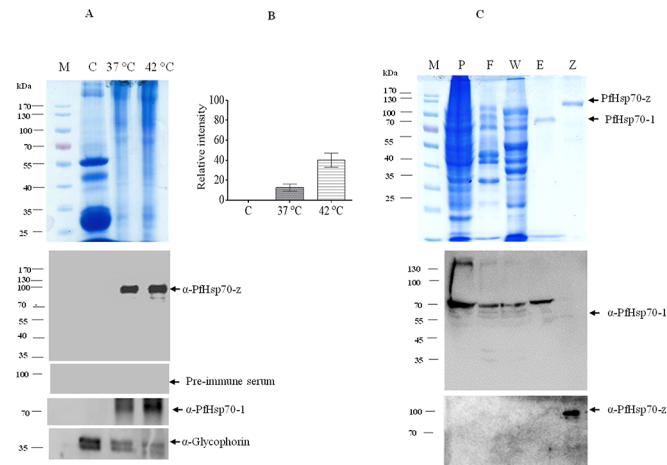 A
B
C
M C 37 °C 42 °C
kDa
170
130
100
70
55
40
35
25
Relative intensity
100
80
60
40
20
0
C 37 °C 42 °C
M P F W E Z
kDa
170
130
100
70
55
40
35
25
PfHsp70-z
PfHsp70-1
170
130
100
70
55
40
35
α-PfHsp70-z
100
Pre-immune serum
70
α-PfHsp70-1
35
α-Glycophorin
130
100
70
55
45
35
α-PfHsp70-1
100
70
α-PfHsp70-z